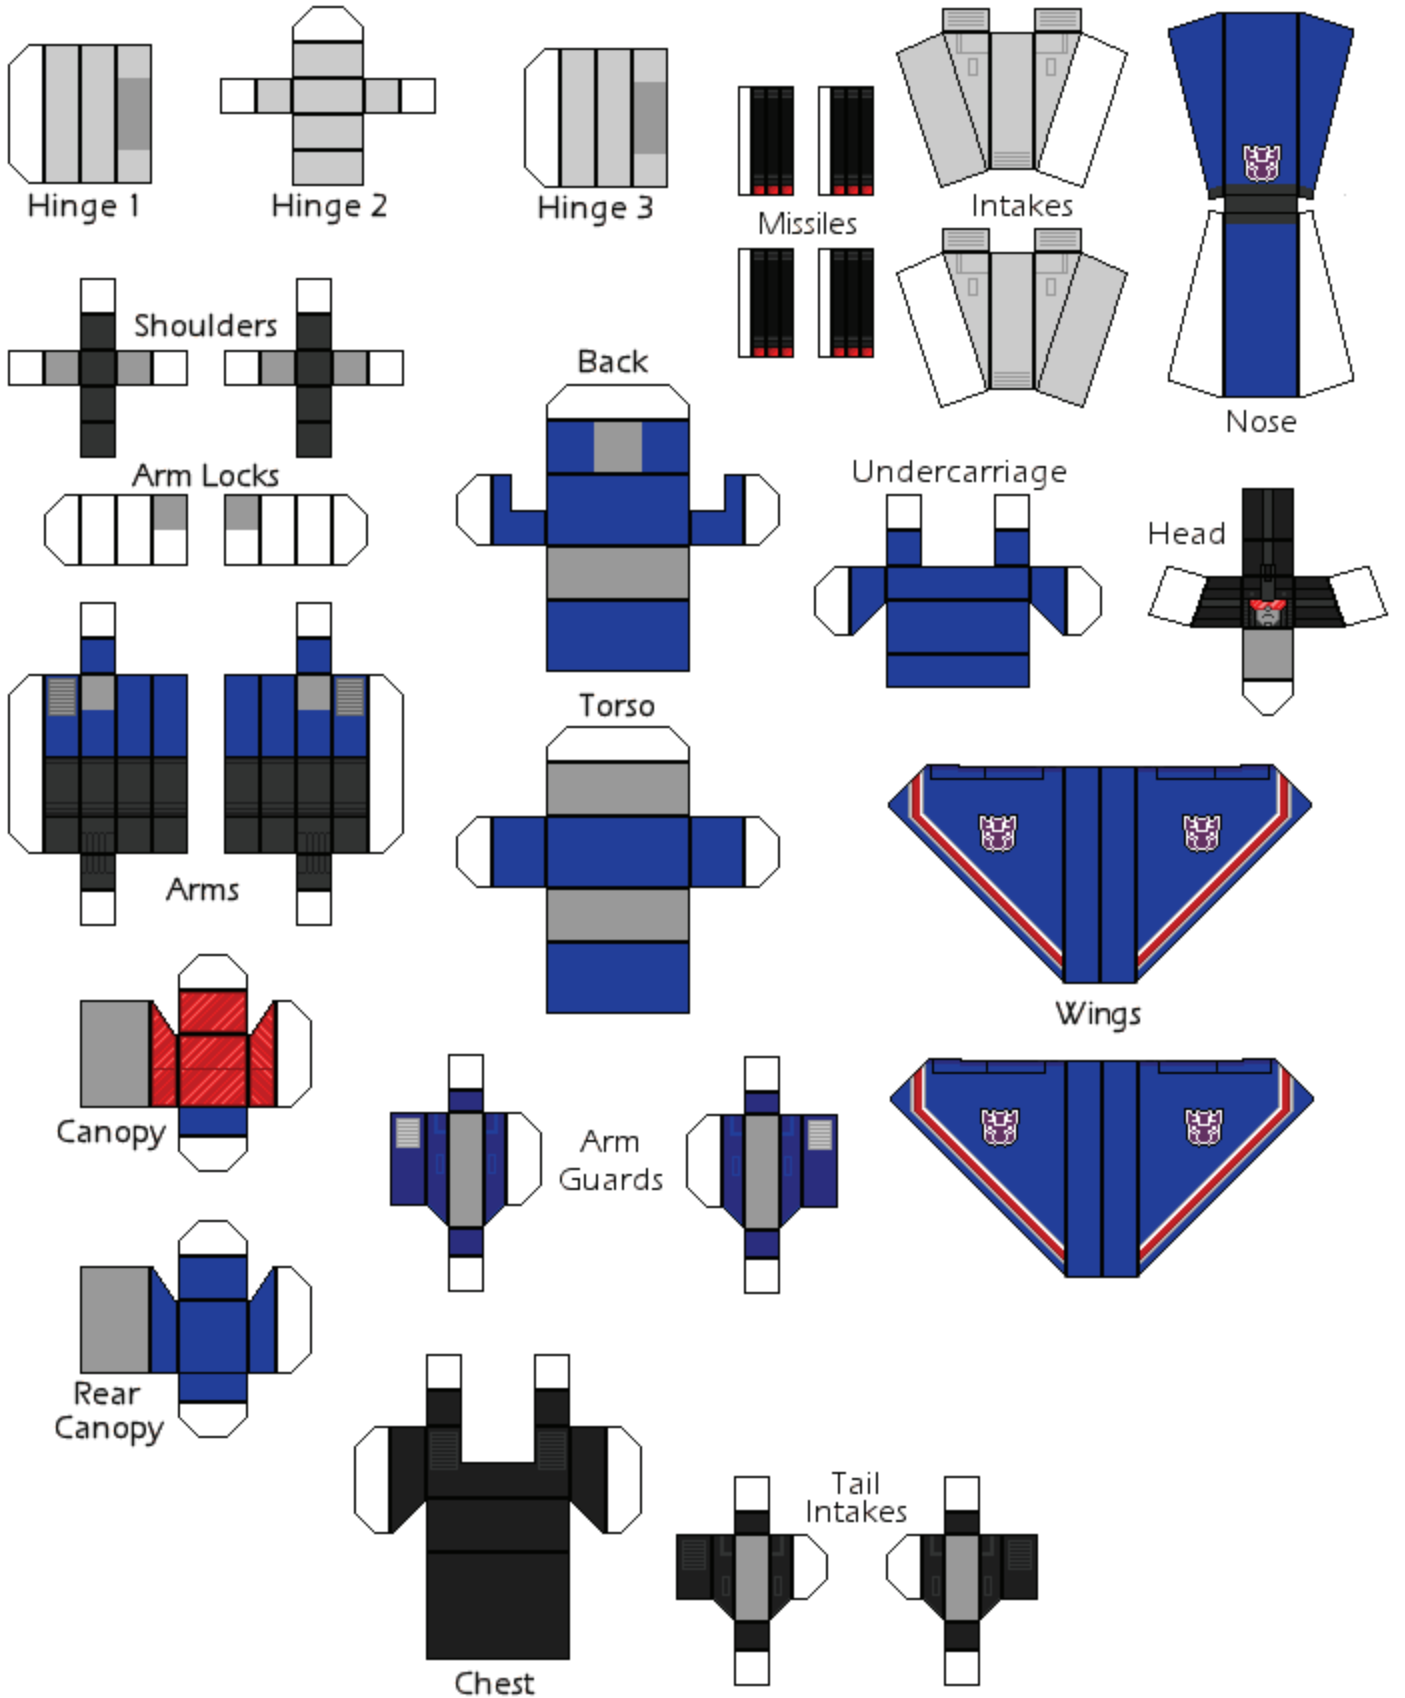 Hinge 1
Hinge 2
Hinge 3
Missiles
Intakes
Nose
Shoulders
Back
Arm Locks
Undercarriage
Head
Torso
Arms
Wings
Canopy
Arm
Guards
Rear
Canopy
Tail
Intakes
Chest